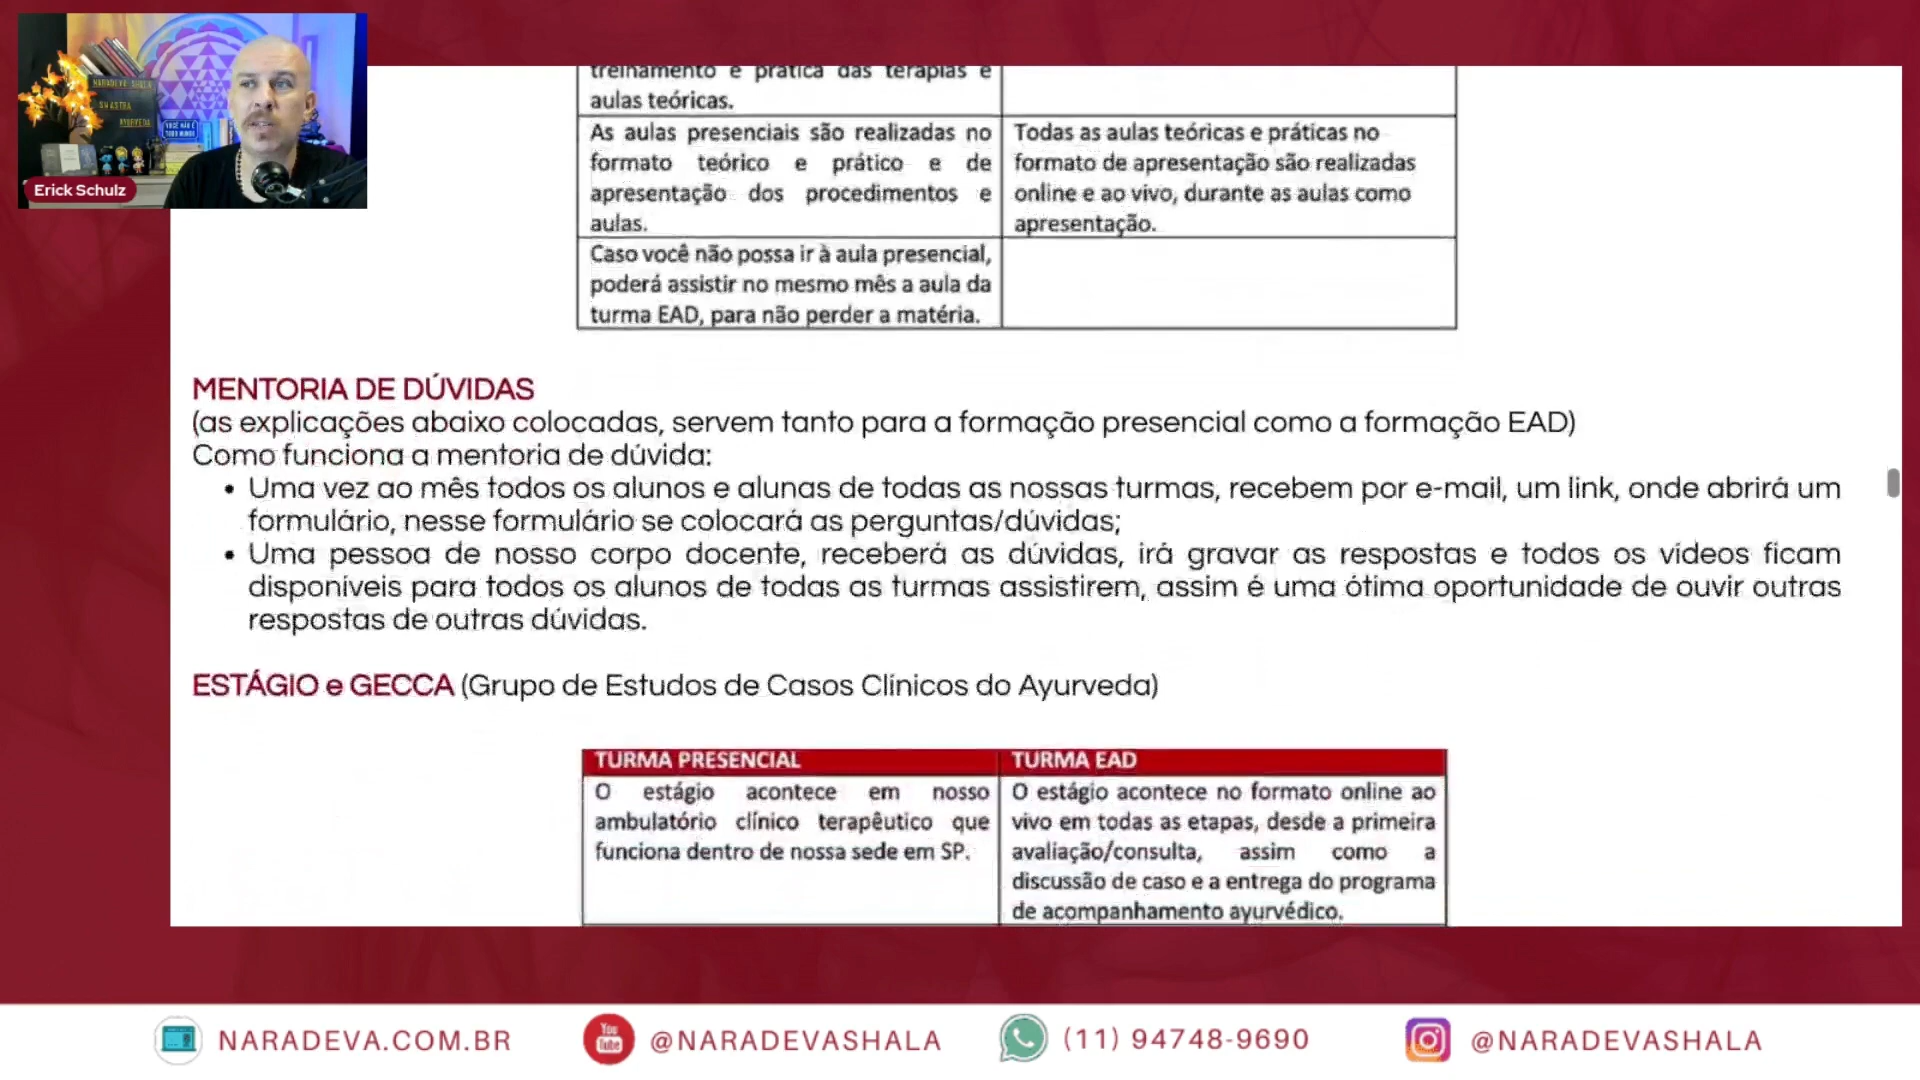 NARADEVA SHALA
SWASTRA
AYURVEDA
VOCÊ NÃO É
TODO MUNDO
Erick Schulz
treinamento e prática das terapias e
aulas teóricas.
As aulas presenciais são realizadas no
formato teórico e prático e de
apresentação dos procedimentos e
aulas.
Todas as aulas teóricas e práticas no
formato de apresentação são realizadas
online e ao vivo, durante as aulas como
apresentação.
Caso você não possa ir à aula presencial,
poderá assistir no mesmo mês a aula da
turma EAD, para não perder a matéria.
MENTORIA DE DÚVIDAS
(as explicações abaixo colocadas, servem tanto para a formação presencial como a formação EAD)
Como funciona a mentoria de dúvida:
• Uma vez ao mês todos os alunos e alunas de todas as nossas turmas, recebem por e-mail, um link, onde abrirá um
formulário, nesse formulário se colocará as perguntas/dúvidas;
• Uma pessoa de nosso corpo docente, receberá as dúvidas, irá gravar as respostas e todos os vídeos ficam
disponíveis para todos os alunos de todas as turmas assistirem, assim é uma ótima oportunidade de ouvir outras
respostas de outras dúvidas.
ESTÁGIO e GECCA (Grupo de Estudos de Casos Clínicos do Ayurveda)
TURMA PRESENCIAL
O estágio acontece em nosso
ambulatório clínico terapêutico que
funciona dentro de nossa sede em SP.
TURMA EAD
O estágio acontece no formato online ao
vivo em todas as etapas, desde a primeira
avaliação/consulta, assim como a
discussão de caso e a entrega do programa
de acompanhamento ayurvédico.
NARADEVA.COM.BR
You
Tube
@NARADEVASHALA
(11) 94748-9690
@NARADEVASHALA